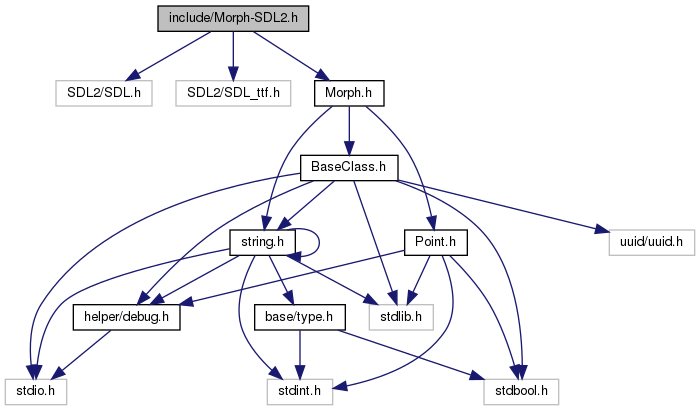 include/Morph-SDL2.h
SDL2/SDL.h
SDL2/SDL_ttf.h
Morph.h
BaseClass.h
string.h
Point.h
uuid/uuid.h
helper/debug.h
base/type.h
stdlib.h
stdio.h
stdint.h
stdbool.h